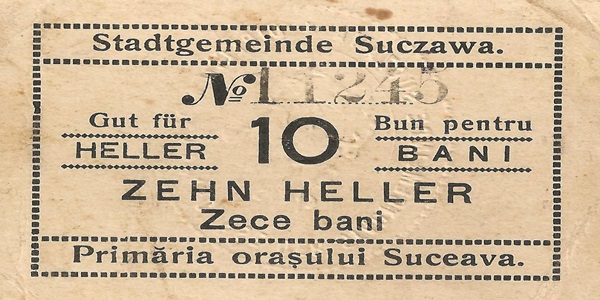 Stadtgemeinde Suczawa.
№ 11245
Gut für 10 Bun pentru
HELLER BANI
ZEHN HELLER
Zece bani
Primăria orașului Suceava.